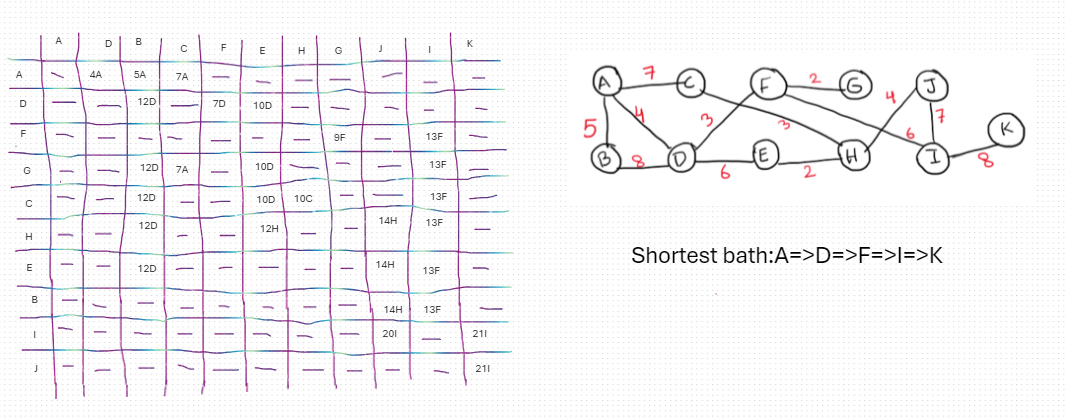 A D B C F E H G J I K
A \ 4A 5A 7A — — — — — — —
D — — 12D — 7D 10D — — — — —
F — — — — — — — 9F — 13F —
G — — 12D 7A — 10D — — — 13F —
C — — 12D — — 10D 10C — — 13F —
H — — 12D — — 12H — — 14H 13F —
E — — 12D — — — — — 14H 13F —
B — — — — — — — — 14H 13F —
I — — — — — — — — 20I — 21I
J — — — — — — — — — — 21I
A 7 C F 2 G 4 J
5 4 3 3 6 7 K
B 8 D 6 E 2 H I 8
Shortest bath:A=>D=>F=>I=>K